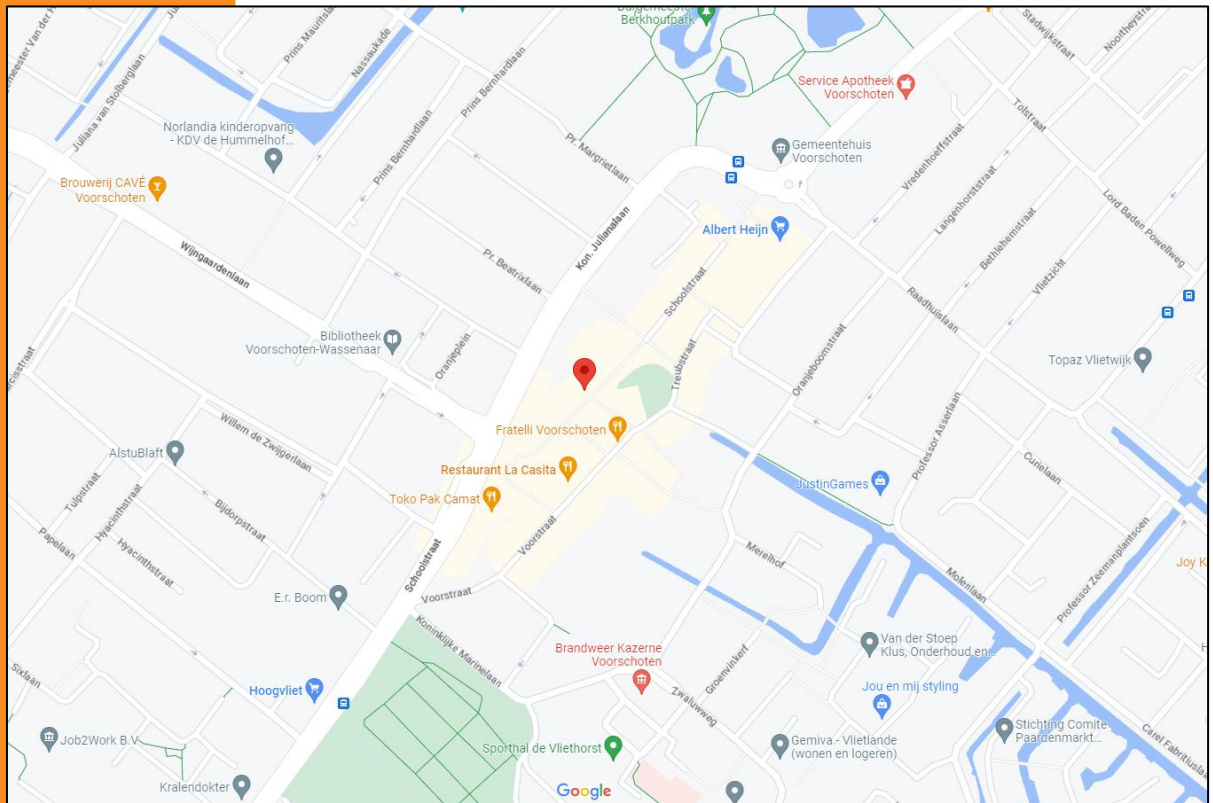 Berkhoutpark
Stadwijkstraat
Noortheystraat
Juliana van Stolberglaan
Prins Mauritslaan
Nassaukade
Prins Bernhardlaan
Prins Bernhardlaan
Prins Bernhardlaan
Service Apotheek
Voorschoten
Tolstraat
Norlandia kinderopvang
- KDV de Hummelhof...
Pr. Margrietlaan
Gemeentehuis
Voorschoten
Vredenhoeffstraat
Langenhorststraat
Lord Baden Powellweg
Brouwerij CAVÉ
Voorschoten
Albert Heijn
Bethlehemstraat
Wijngaardenlaan
Kon. Julianalaan
Pr. Beatrixlaan
Schoolstraat
Vlietzicht
Raadhuislaan
Bibliotheek
Voorschoten-Wassenaar
Oranjeplein
Treubstraat
Oranjeboomstraat
Topaz Vlietwijk
Willem de Zwijgerlaan
Fratelli Voorschoten
Professor Asserlaan
Curielaan
AlstuBlaft
Restaurant La Casita
Toko Pak Camat
JustinGames
Tulpstraat
Hyacinthstraat
Bijdorpstraat
Papelaan
Hyacinthstraat
Schoolstraat
Voorstraat
Merelhof
Molenlaan
Professor Zeemanplantsoen
Joy K
E.r. Boom
Voorstraat
Koninklijke Marinelaan
Brandweer Kazerne
Voorschoten
Groenvinkerf
Van der Stoep
Klus, Onderhoud en...
Sixlaan
Hoogvliet
Zwaluwweg
Jou en mij styling
Job2Work B.V
Sporthal de Vliethorst
Gemiva - Vlietlande
(wonen en logeren)
Stichting Comite
Paardenmarkt...
Carel Fabritiuslaa
Kralendokter
Google